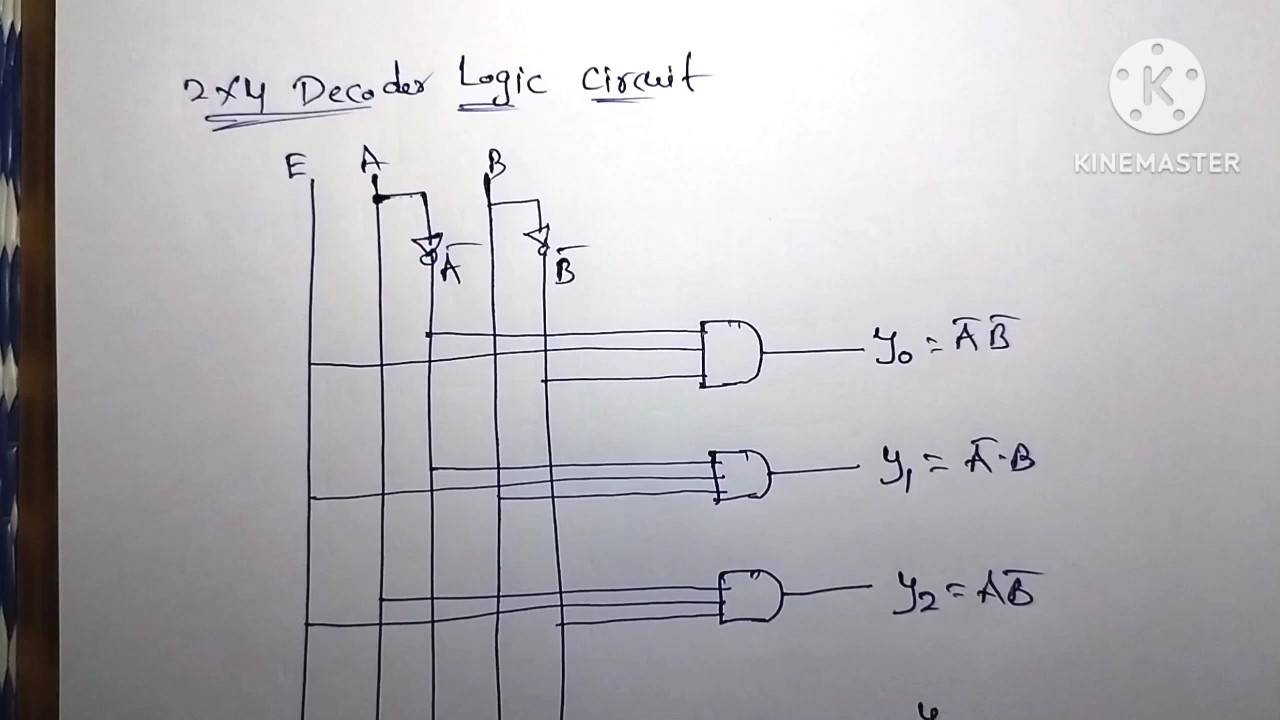 2x4 Decoder Logic Circuit
K
KINEMASTER
E A B
A̅ B̅
y₀ = A̅ B̅
y₁ = A̅·B
y₂ = AB̅